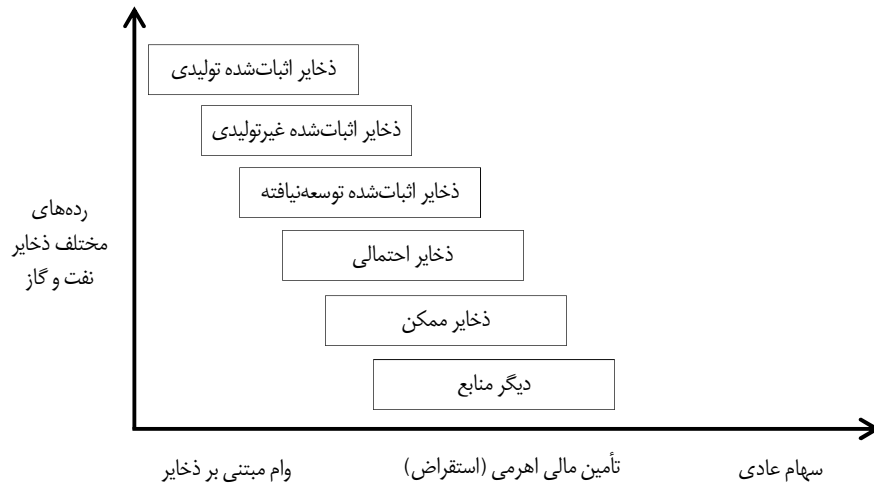 ذخایر اثبات‌شده تولیدی
ذخایر اثبات‌شده غیرتولیدی
ذخایر اثبات‌شده توسعه‌نیافته
ذخایر احتمالی
ذخایر ممکن
دیگر منابع
رده‌های
مختلف ذخایر
نفت و گاز
وام مبتنی بر ذخایر
تأمین مالی اهرمی (استقراض)
سهام عادی